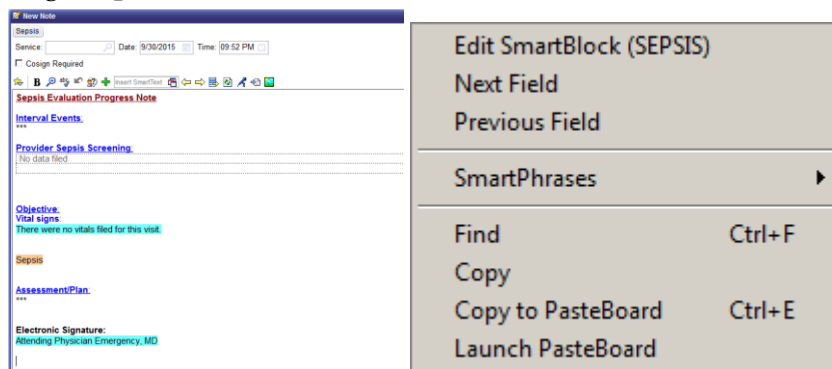 New Note
Sepsis
Service: Date: 9/30/2015 Time: 09:52 PM
Cosign Required
B Insert SmartText
Sepsis Evaluation Progress Note
Interval Events:
***
Provider Sepsis Screening:
No data filed
Objective:
Vital signs:
There were no vitals filed for this visit.
Sepsis
Assessment/Plan:
***
Electronic Signature:
Attending Physician Emergency, MD
Edit SmartBlock (SEPSIS)
Next Field
Previous Field
SmartPhrases
Find Ctrl+F
Copy
Copy to PasteBoard Ctrl+E
Launch PasteBoard